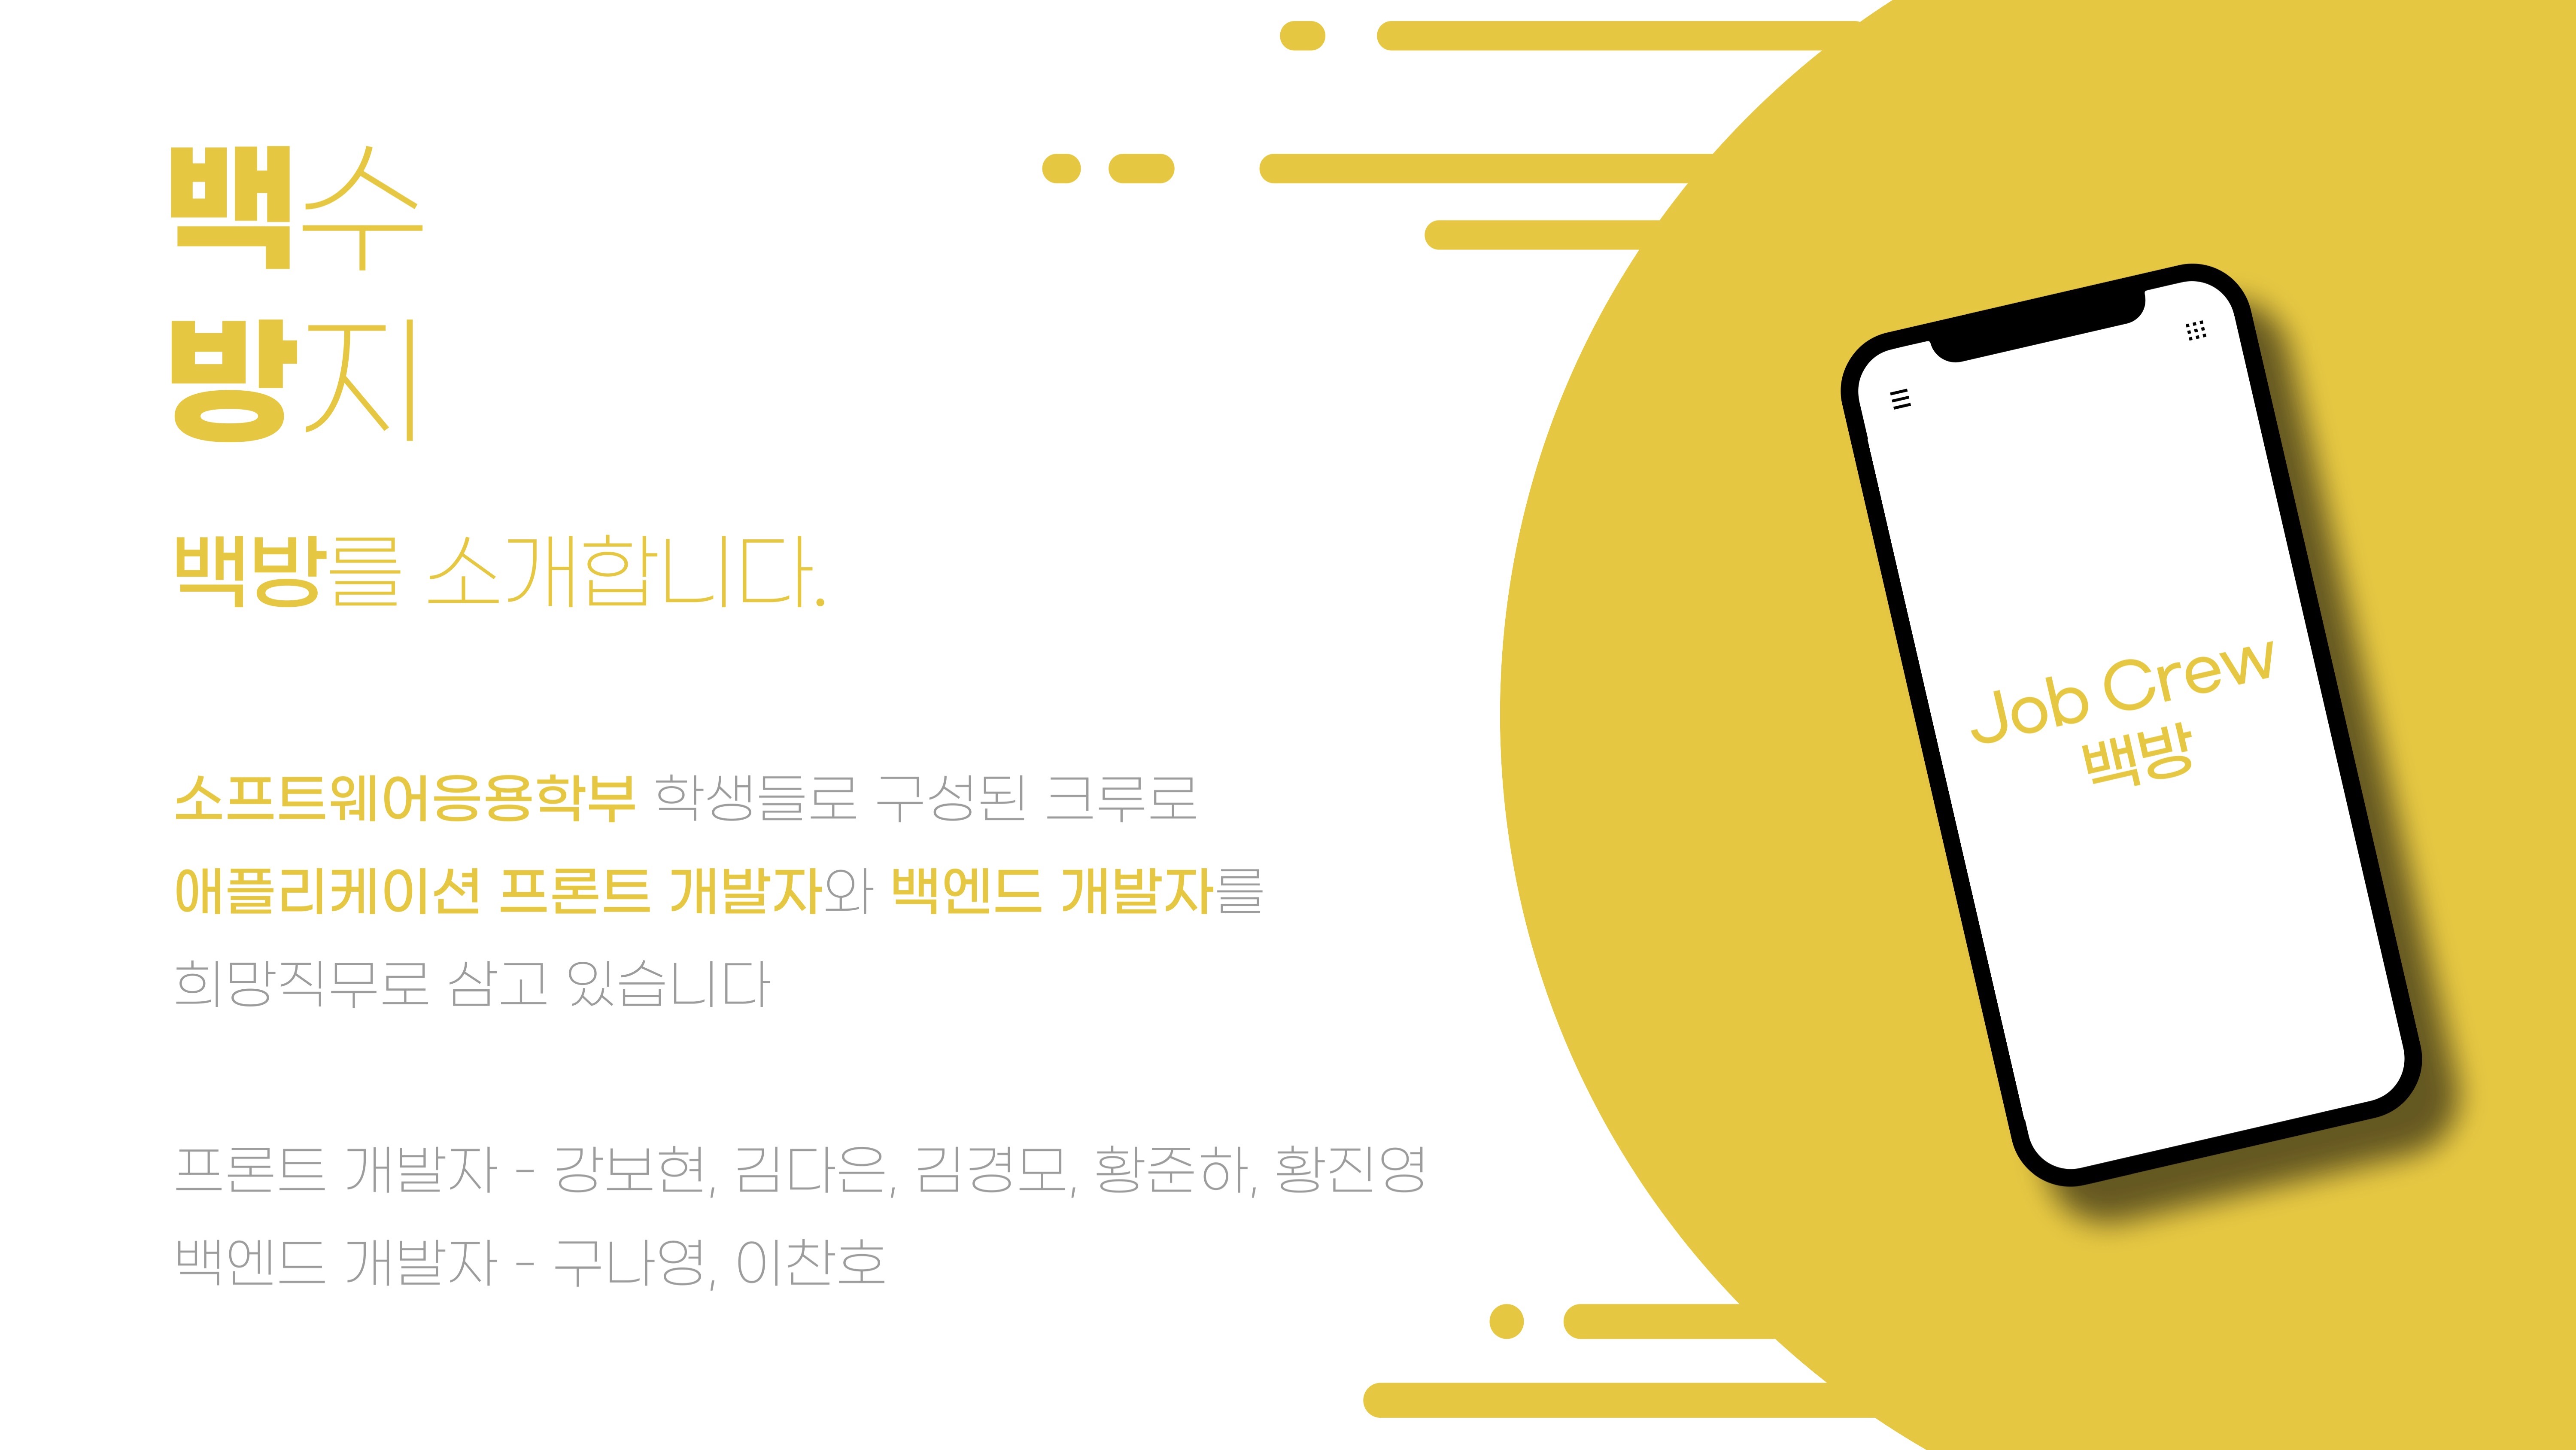 백수
방지
백방를 소개합니다.
소프트웨어응용학부 학생들로 구성된 크루로
애플리케이션 프론트 개발자와 백엔드 개발자를
희망직무로 삼고 있습니다
프론트 개발자 - 강보현, 김다은, 김경모, 황준하, 황진영
백엔드 개발자 - 구나영, 이찬호
Job Crew
백방